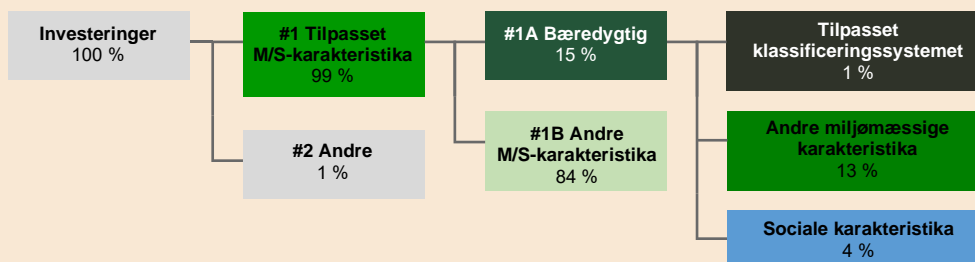 Investeringer
100 %
#1 Tilpasset
M/S-karakteristika
99 %
#2 Andre
1 %
#1A Bæredygtig
15 %
#1B Andre
M/S-karakteristika
84 %
Tilpasset
klassificeringssystemet
1 %
Andre miljømæssige
karakteristika
13 %
Sociale karakteristika
4 %